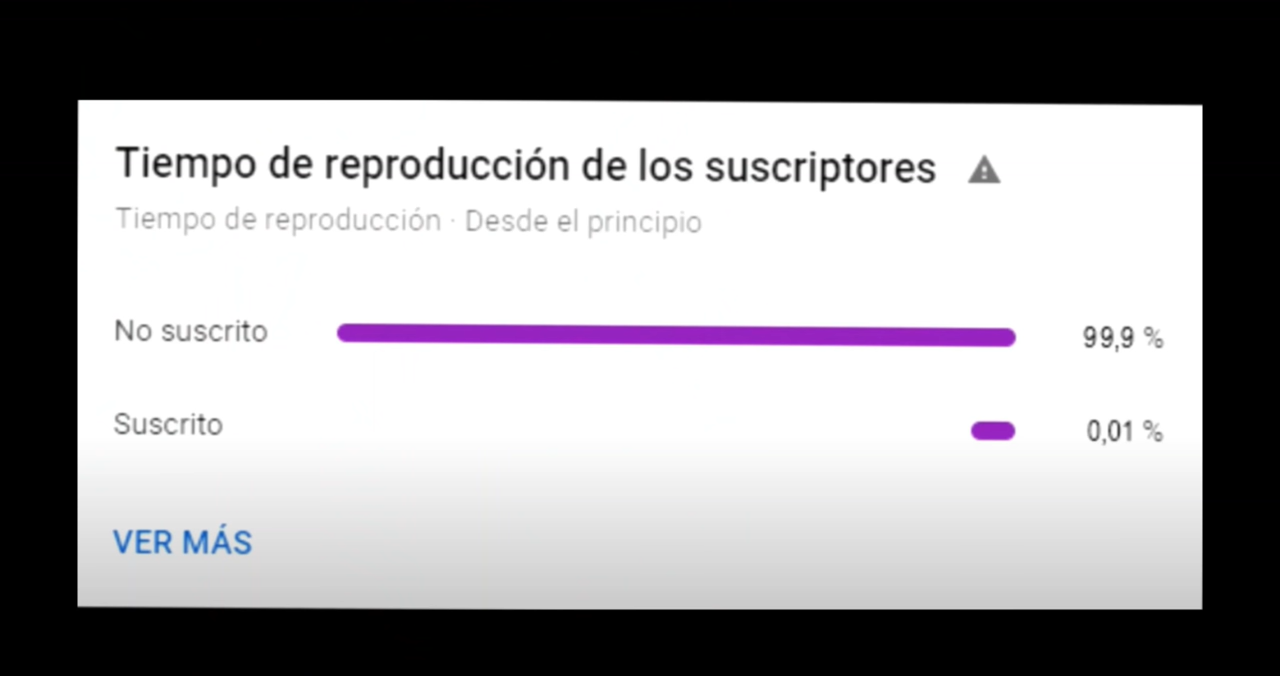 Tiempo de reproducción de los suscriptores
Tiempo de reproducción · Desde el principio
No suscrito 99,9 %
Suscrito 0,01 %
VER MÁS